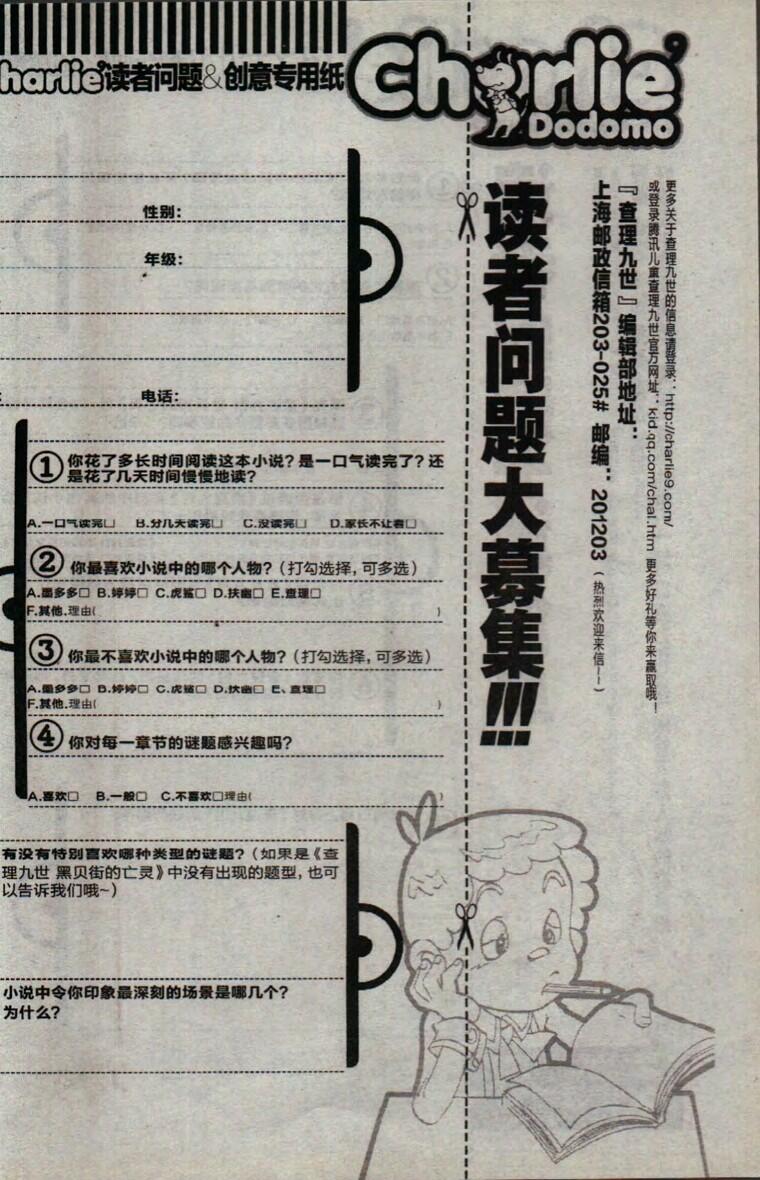 Charlie’读者问题&创意专用纸
Charlie’
Dodomo
性别：
年级：
电话：
①你花了多长时间阅读这本小说？是一口气读完了？还
是花了几天时间慢慢地读？
A.一口气读完□ B.分几天读完□ C.没读完□ D.家长不让看□
②你最喜欢小说中的哪个人物？（打勾选择，可多选）
A.墨多多□ B.婷婷□ C.虎鲨□ D.扶幽□ E.查理□
F.其他.理由（ ）
③你最不喜欢小说中的哪个人物？（打勾选择，可多选）
A.墨多多□ B.婷婷□ C.虎鲨□ D.扶幽□ E、查理□
F.其他.理由（ ）
④你对每一章节的谜题感兴趣吗？
A.喜欢□ B.一般□ C.不喜欢□理由（ ）
有没有特别喜欢哪种类型的谜题？（如果是《查
理九世 黑贝街的亡灵》中没有出现的题型，也可
以告诉我们哦~）
小说中令你印象最深刻的场景是哪几个？
为什么？
更多关于查理九世的信息请登录：http://charlie9.com/
或登录腾讯儿童查理九世官方网址：kid.qq.com/chal.htm 更多好礼等你来赢取哦！
『查理九世』编辑部地址：
上海邮政信箱203-025# 邮编：201203（热烈欢迎来信~~）
读者问题大募集!!!